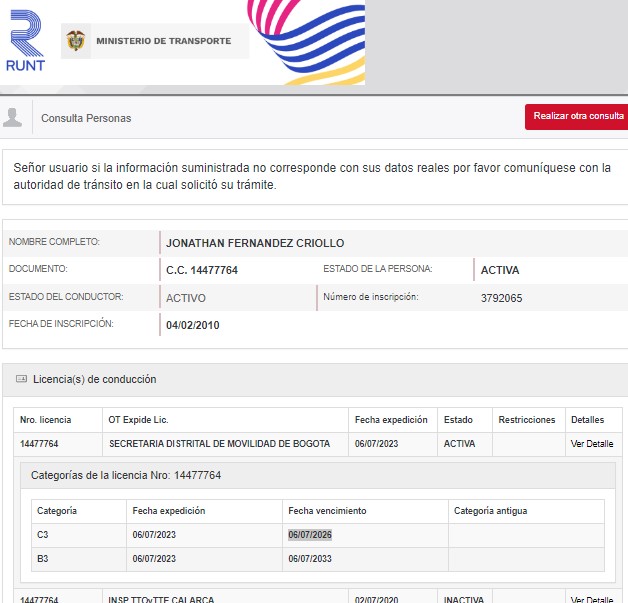 RUNT
MINISTERIO DE TRANSPORTE
Consulta Personas
Realizar otra consulta
Señor usuario si la información suministrada no corresponde con sus datos reales por favor comuníquese con la
autoridad de tránsito en la cual solicitó su trámite.
NOMBRE COMPLETO: JONATHAN FERNANDEZ CRIOLLO
DOCUMENTO: C.C. 14477764 ESTADO DE LA PERSONA: ACTIVA
ESTADO DEL CONDUCTOR: ACTIVO Número de inscripción: 3792065
FECHA DE INSCRIPCIÓN: 04/02/2010
Licencia(s) de conducción
Nro. licencia OT Expide Lic. Fecha expedición Estado Restricciones Detalles
14477764 SECRETARIA DISTRITAL DE MOVILIDAD DE BOGOTA 06/07/2023 ACTIVA Ver Detalle
Categorías de la licencia Nro: 14477764
Categoría Fecha expedición Fecha vencimiento Categoría antigua
C3 06/07/2023 06/07/2026
B3 06/07/2023 06/07/2033
14477764 INSP TTOyTTE CALARCA 02/07/2020 INACTIVA Ver Detalle